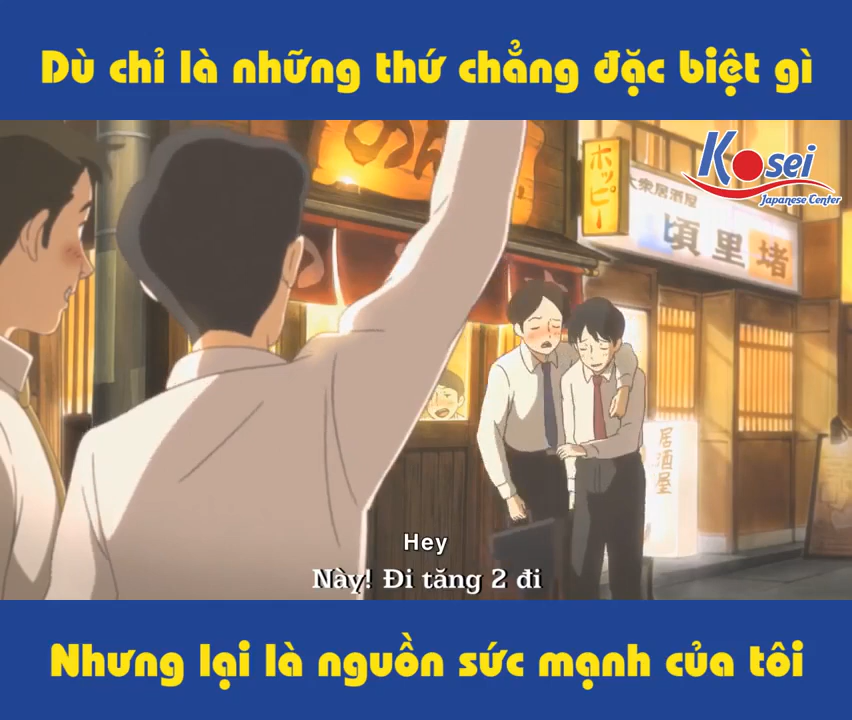 Dù chỉ là những thứ chẳng đặc biệt gì
Kosei
Japanese Center
ホッピー
大衆居酒屋
頃里堵
居酒屋
Hey
Này! Đi tăng 2 đi
Nhưng lại là nguồn sức mạnh của tôi